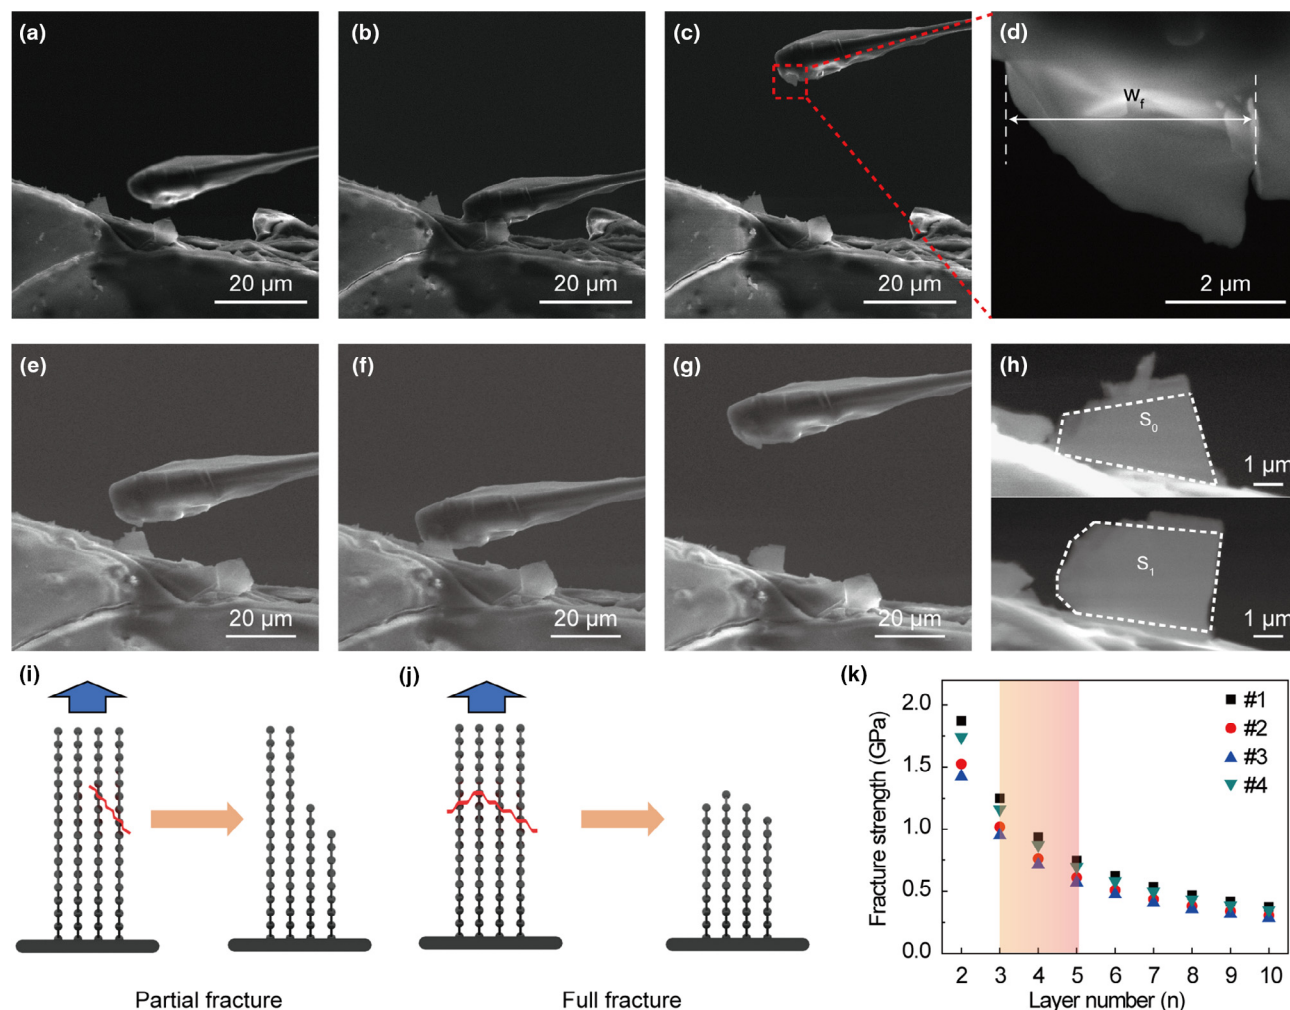 (a)
(b)
(c)
(d)
w_f
20 µm
20 µm
20 µm
2 µm
(e)
(f)
(g)
(h)
S_0
1 µm
S_1
20 µm
20 µm
20 µm
1 µm
(i)
(j)
(k)
Partial fracture
Full fracture
Fracture strength (GPa)
2.0
1.5
1.0
0.5
0.0
#1
#2
#3
#4
2 3 4 5 6 7 8 9 10
Layer number (n)